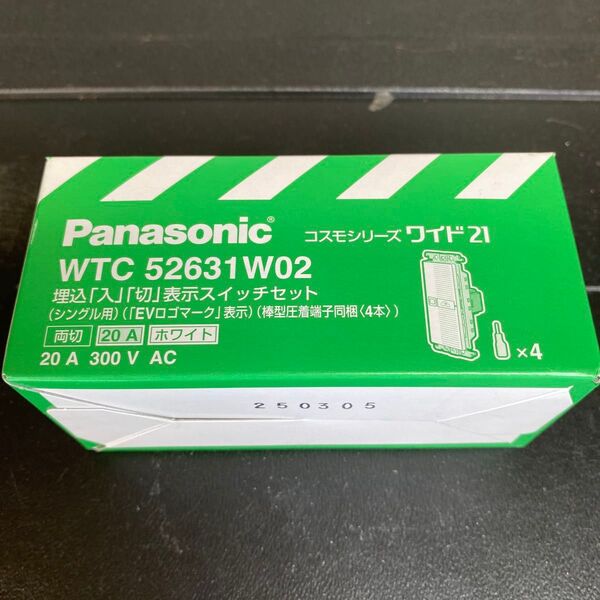 Panasonic® コスモシリーズ ワイド21
WTC 52631W02
埋込「入」「切」表示スイッチセット
(シングル用)(「EVロゴマーク」表示)(棒型圧着端子同梱〈4本〉)
両切 20 A ホワイト ×4
20 A 300 V AC
250305